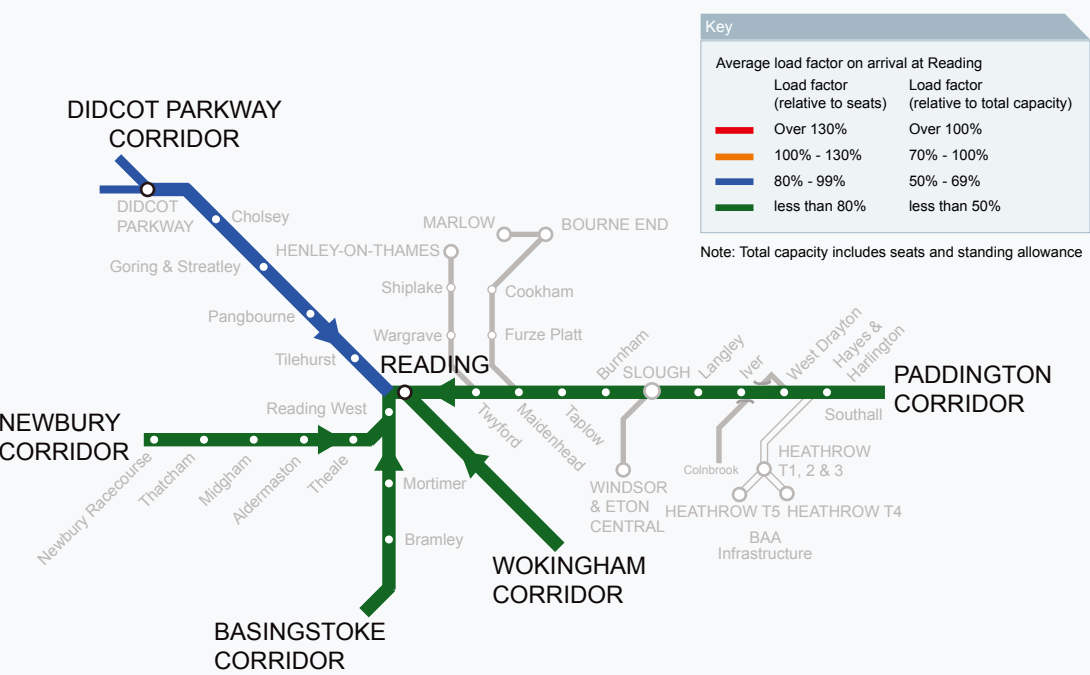 Key
Average load factor on arrival at Reading
Load factor
(relative to seats)
Load factor
(relative to total capacity)
Over 130%
Over 100%
100% - 130%
70% - 100%
80% - 99%
50% - 69%
less than 80%
less than 50%
Note: Total capacity includes seats and standing allowance
DIDCOT PARKWAY
CORRIDOR
DIDCOT
PARKWAY
Cholsey
Goring & Streatley
Pangbourne
Tilehurst
HENLEY-ON-THAMES
Shiplake
Wargrave
MARLOW
BOURNE END
Cookham
Furze Platt
READING
Reading West
Twyford
Maidenhead
Taplow
Burnham
SLOUGH
Langley
Iver
West Drayton
Hayes &
Harlington
Southall
PADDINGTON
CORRIDOR
NEWBURY
CORRIDOR
Newbury Racecourse
Thatcham
Midgham
Aldermaston
Theale
Mortimer
Bramley
BASINGSTOKE
CORRIDOR
WOKINGHAM
CORRIDOR
WINDSOR
& ETON
CENTRAL
Colnbrook
HEATHROW
T1, 2 & 3
HEATHROW T5
HEATHROW T4
BAA
Infrastructure